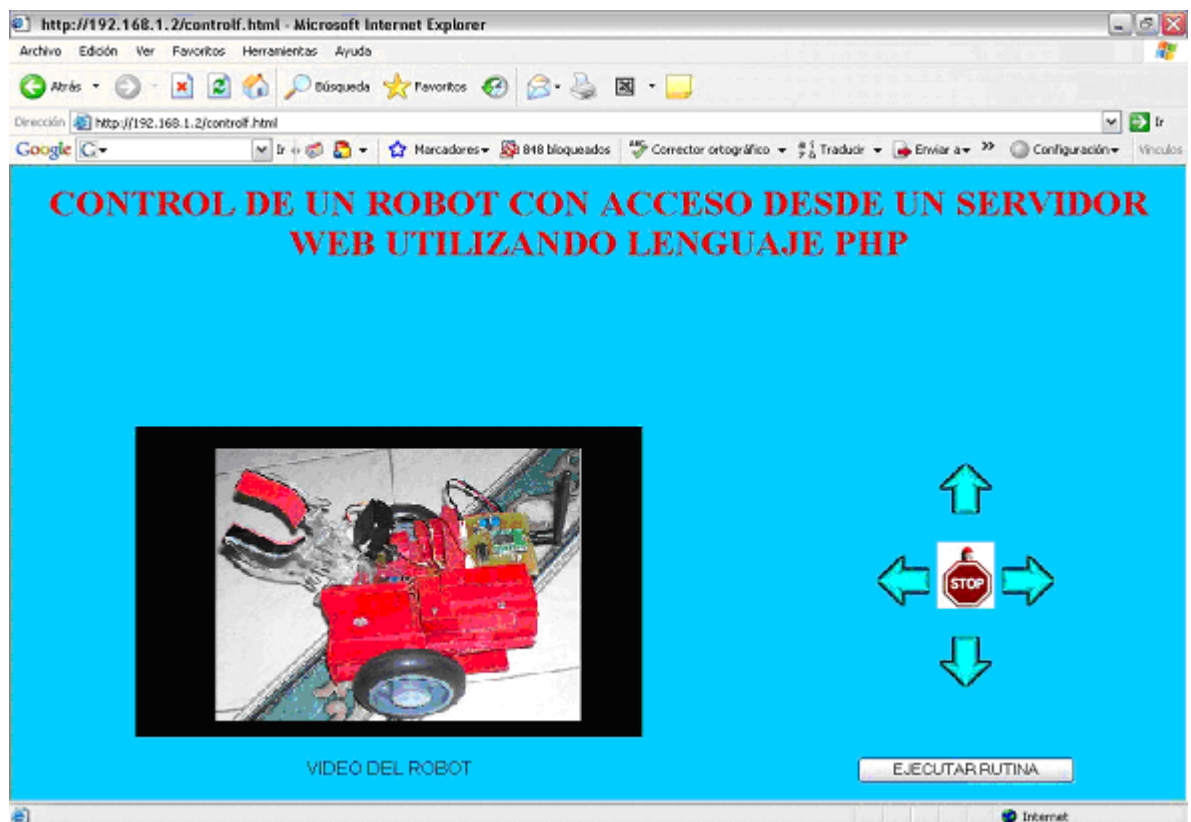 http://192.168.1.2/controlf.html - Microsoft Internet Explorer
Archivo Edición Ver Favoritos Herramientas Ayuda
Atrás Búsqueda Favoritos
Dirección http://192.168.1.2/controlf.html Ir
Google G Ir Marcadores 848 bloqueados Corrector ortográfico Traducir Enviar a Configuración Vínculos
CONTROL DE UN ROBOT CON ACCESO DESDE UN SERVIDOR
WEB UTILIZANDO LENGUAJE PHP
STOP
VIDEO DEL ROBOT
EJECUTAR RUTINA
Internet